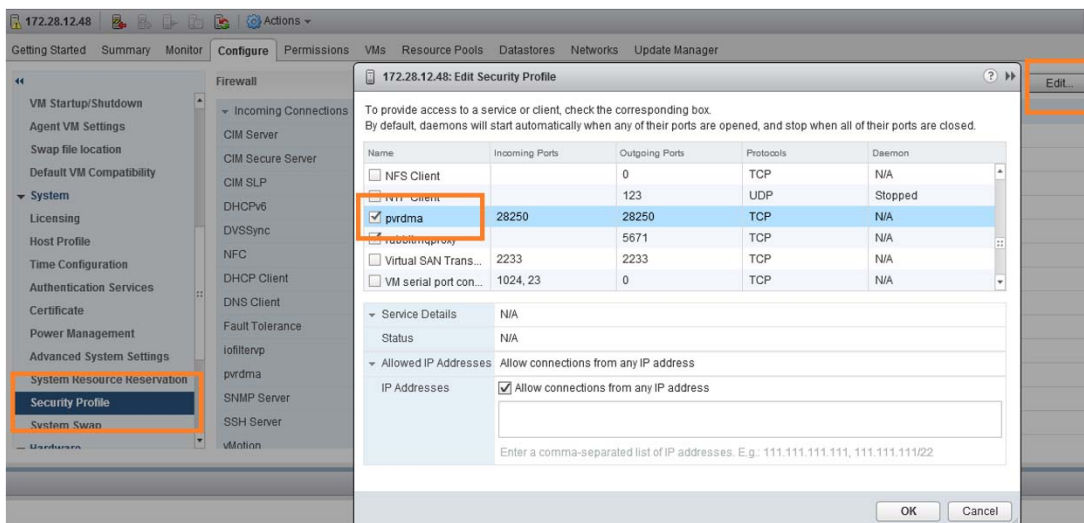 172.28.12.48 Actions
Getting Started Summary Monitor Configure Permissions VMs Resource Pools Datastores Networks Update Manager
VM Startup/Shutdown
Agent VM Settings
Swap file location
Default VM Compatibility
System
Licensing
Host Profile
Time Configuration
Authentication Services
Certificate
Power Management
Advanced System Settings
System Resource Reservation
Security Profile
System Swap
Hardware
Firewall
Edit...
Incoming Connections
CIM Server
CIM Secure Server
CIM SLP
DHCPv6
DVSSync
NFC
DHCP Client
DNS Client
Fault Tolerance
iofiltervp
pvrdma
SNMP Server
SSH Server
vMotion
172.28.12.48: Edit Security Profile
To provide access to a service or client, check the corresponding box.
By default, daemons will start automatically when any of their ports are opened, and stop when all of their ports are closed.
Name Incoming Ports Outgoing Ports Protocols Daemon
NFS Client 0 TCP N/A
NTP Client 123 UDP Stopped
pvrdma 28250 28250 TCP N/A
rabbitmqproxy 5671 TCP N/A
Virtual SAN Trans... 2233 2233 TCP N/A
VM serial port con... 1024, 23 0 TCP N/A
Service Details N/A
Status N/A
Allowed IP Addresses Allow connections from any IP address
IP Addresses Allow connections from any IP address
Enter a comma-separated list of IP addresses. E.g.: 111.111.111.111, 111.111.111/22
OK Cancel